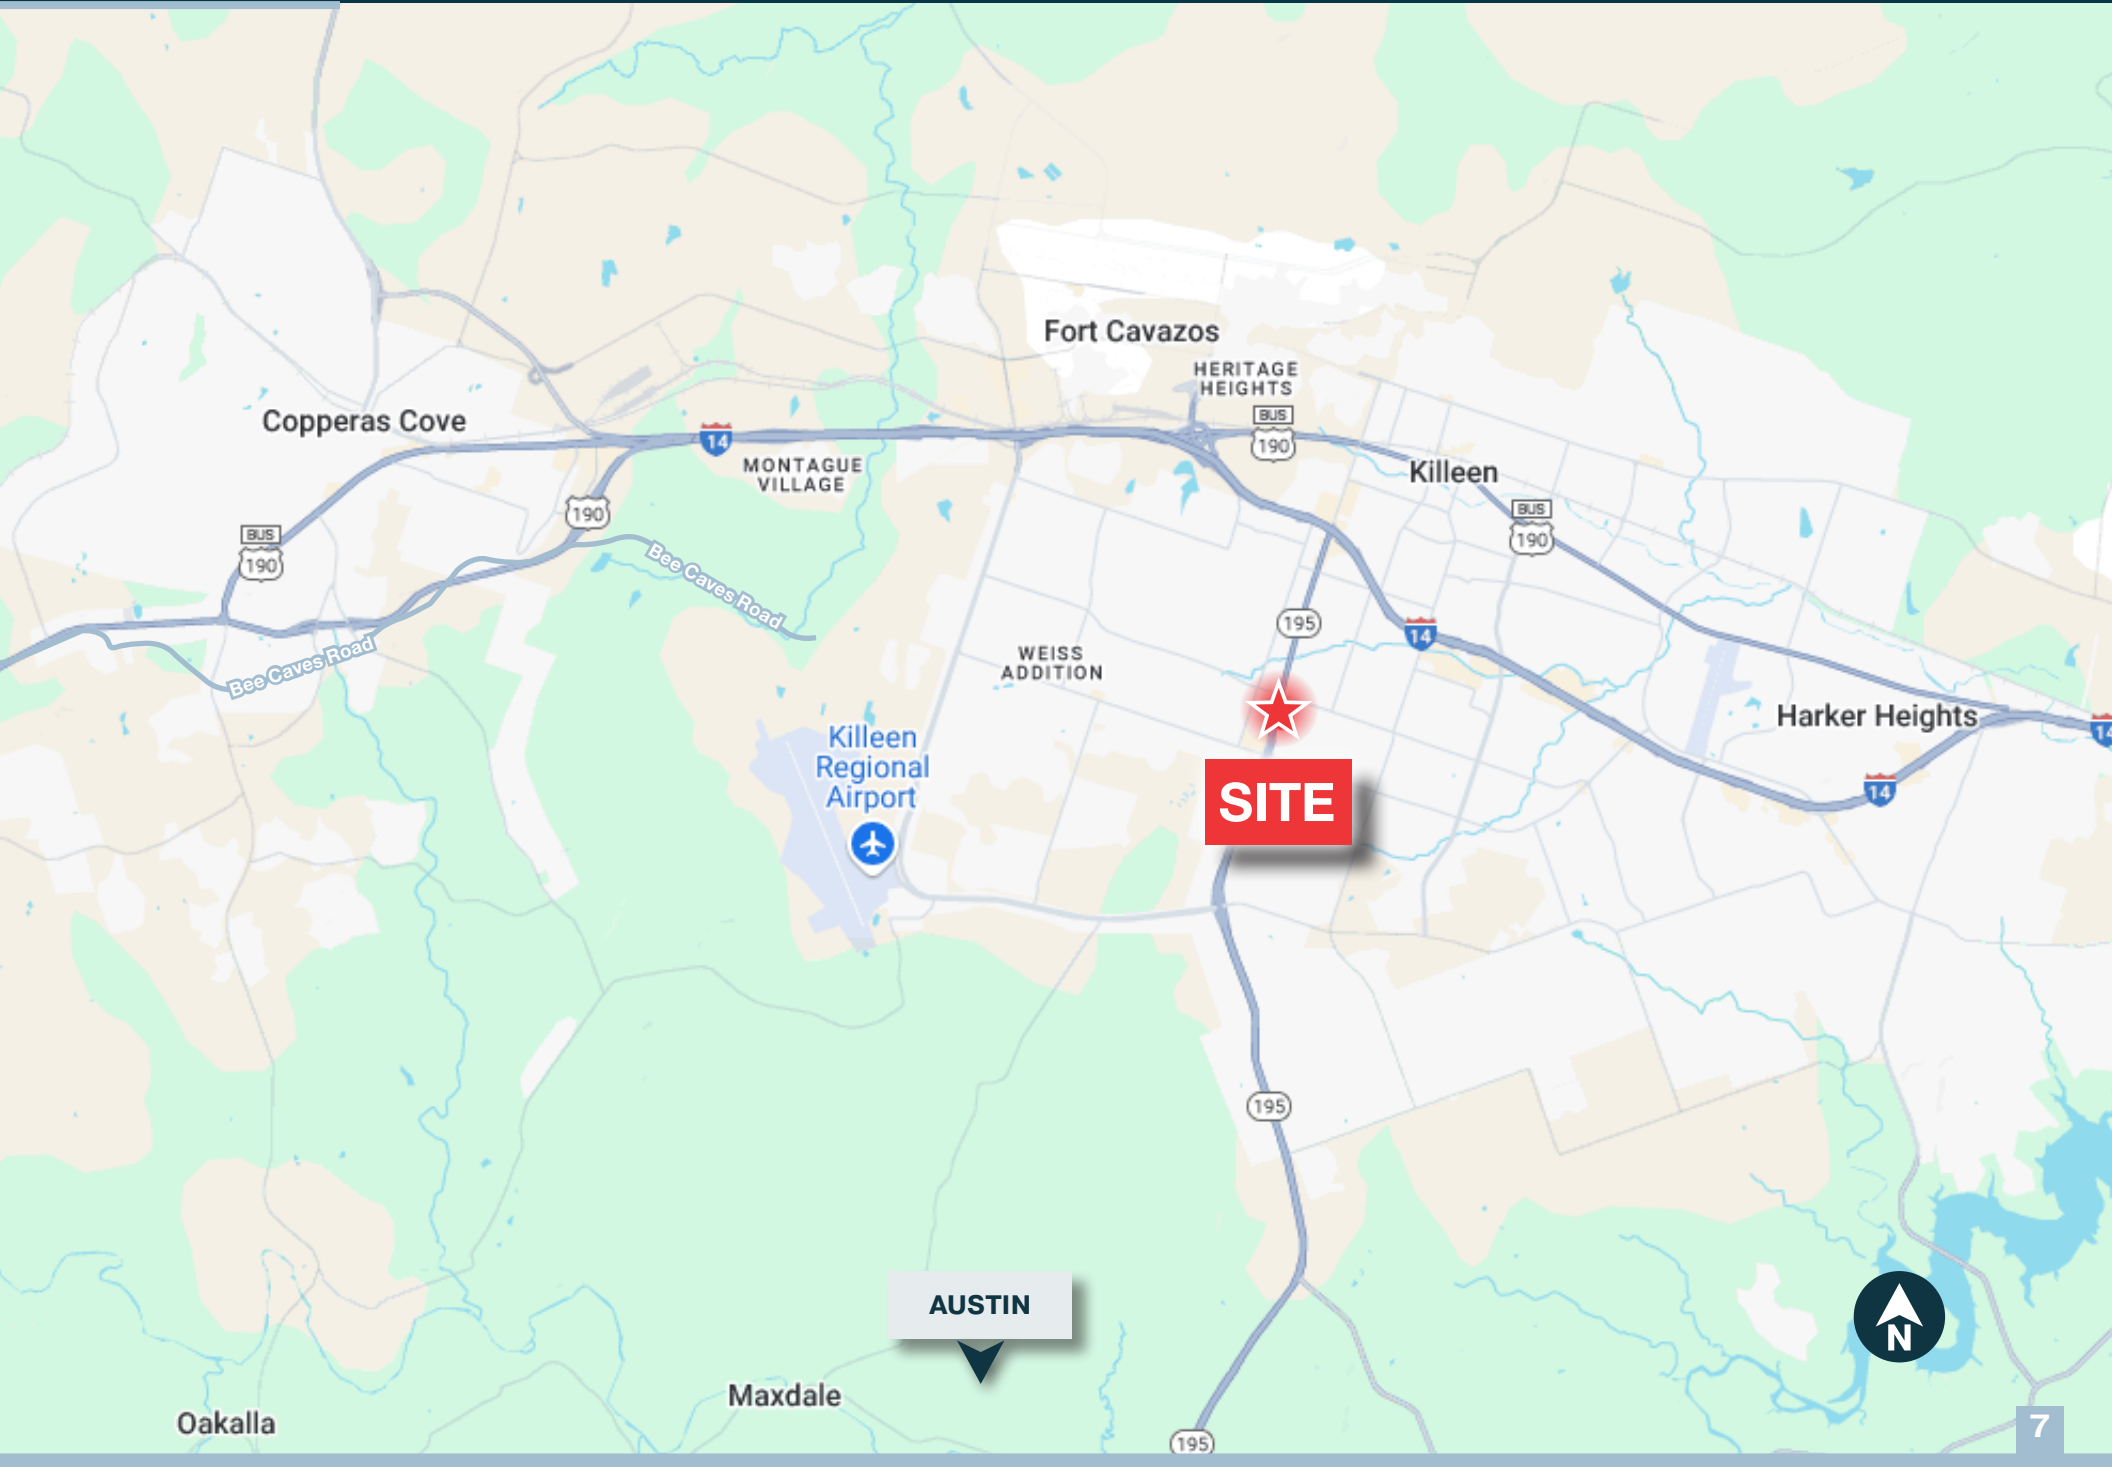 Fort Cavazos
HERITAGE
HEIGHTS
BUS
190
Copperas Cove
14
MONTAGUE
VILLAGE
Killeen
190
BUS
190
BUS
190
Bee Caves Road
Bee Caves Road
195
14
WEISS
ADDITION
Harker Heights
14
Killeen
Regional
Airport
14
SITE
195
AUSTIN
N
Maxdale
Oakalla
195
7